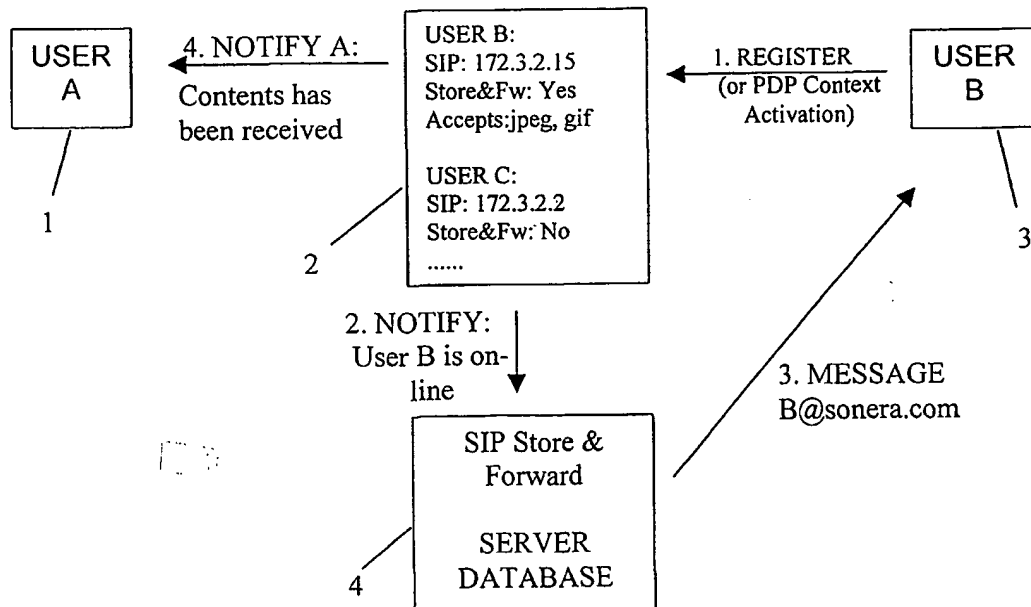 USER
A
1
4. NOTIFY A:
Contents has
been received
USER B:
SIP: 172.3.2.15
Store&Fw: Yes
Accepts:jpeg, gif
USER C:
SIP: 172.3.2.2
Store&Fw: No
......
2
1. REGISTER
(or PDP Context
Activation)
USER
B
3
2. NOTIFY:
User B is on-
line
3. MESSAGE
B@sonera.com
SIP Store &
Forward
SERVER
DATABASE
4